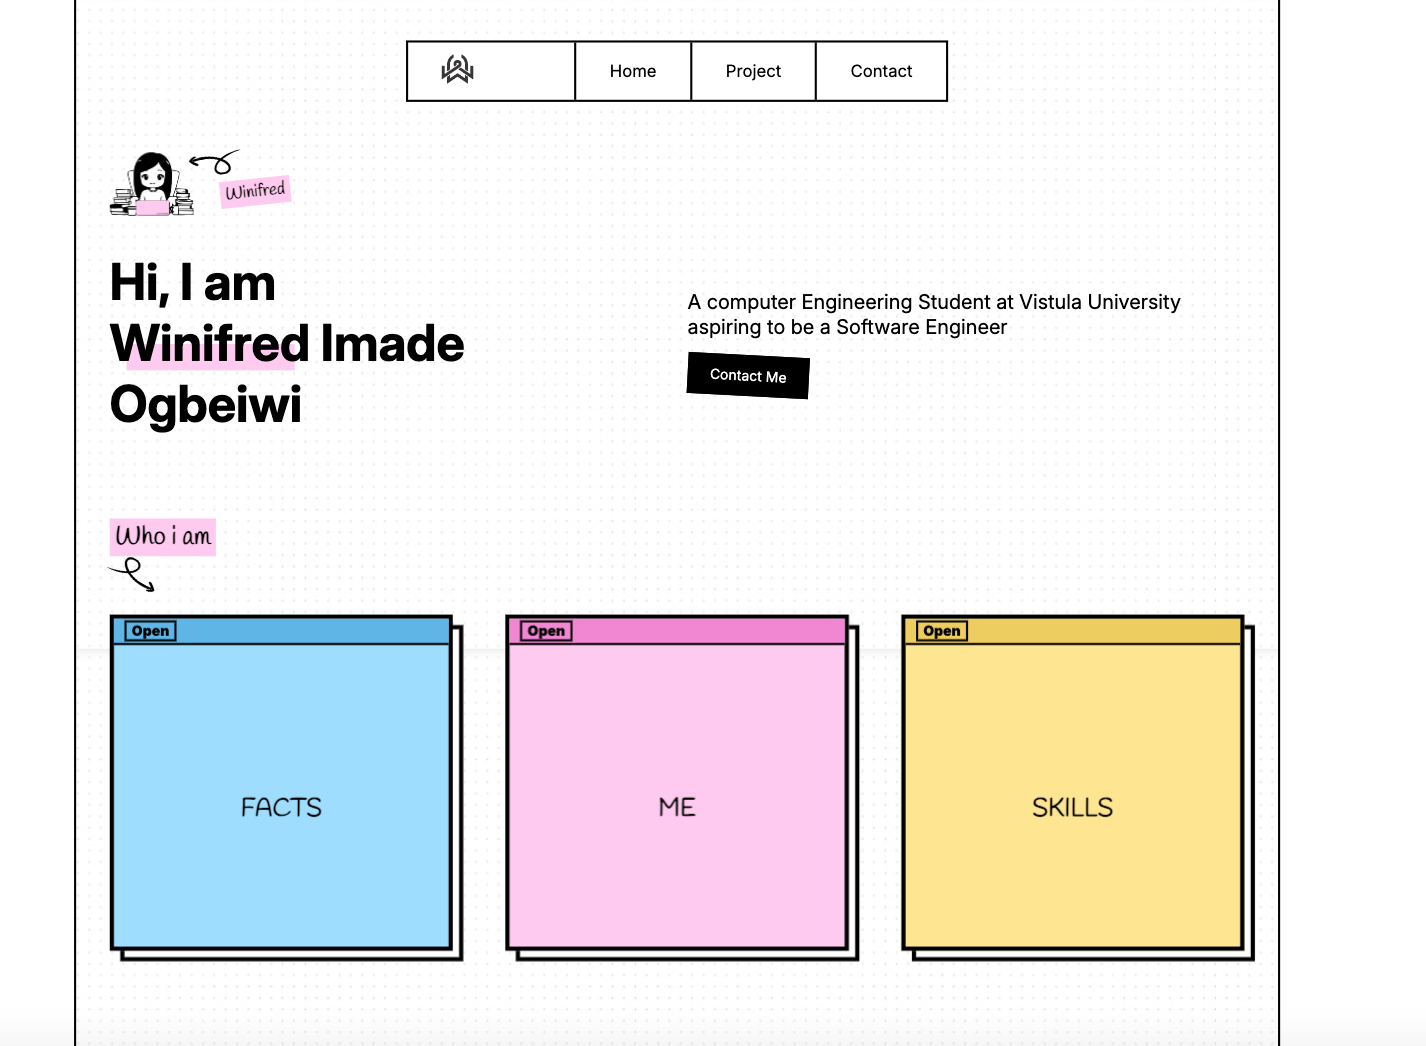 Home Project Contact
Winifred
Hi, I am
Winifred Imade
Ogbeiwi
A computer Engineering Student at Vistula University
aspiring to be a Software Engineer
Contact Me
Who i am
Open
FACTS
Open
ME
Open
SKILLS